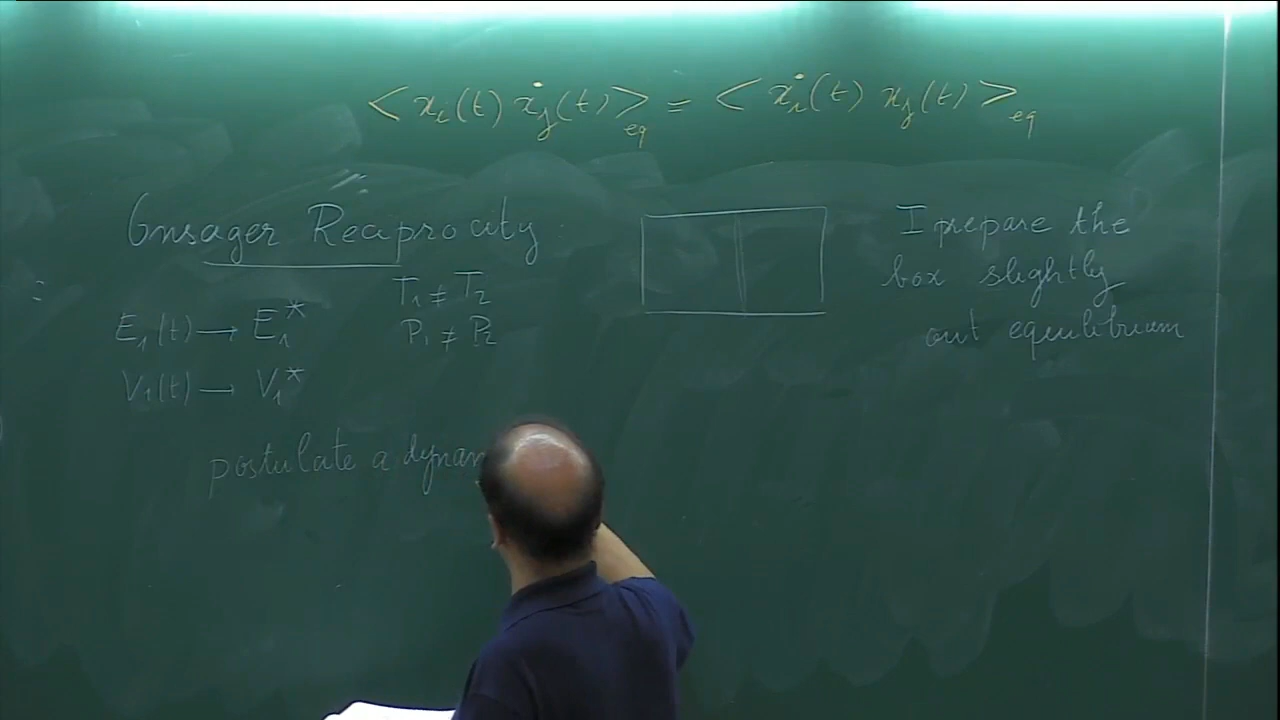 < x_i(t) ẋ_j(t) >_eq = < ẋ_i(t) x_j(t) >_eq
Onsager Reciprocity
T_1 ≠ T_2
P_1 ≠ P_2
E_1(t) → E_1^*
V_1(t) → V_1^*
postulate a dynam
I prepare the
box slightly
out equilibrium